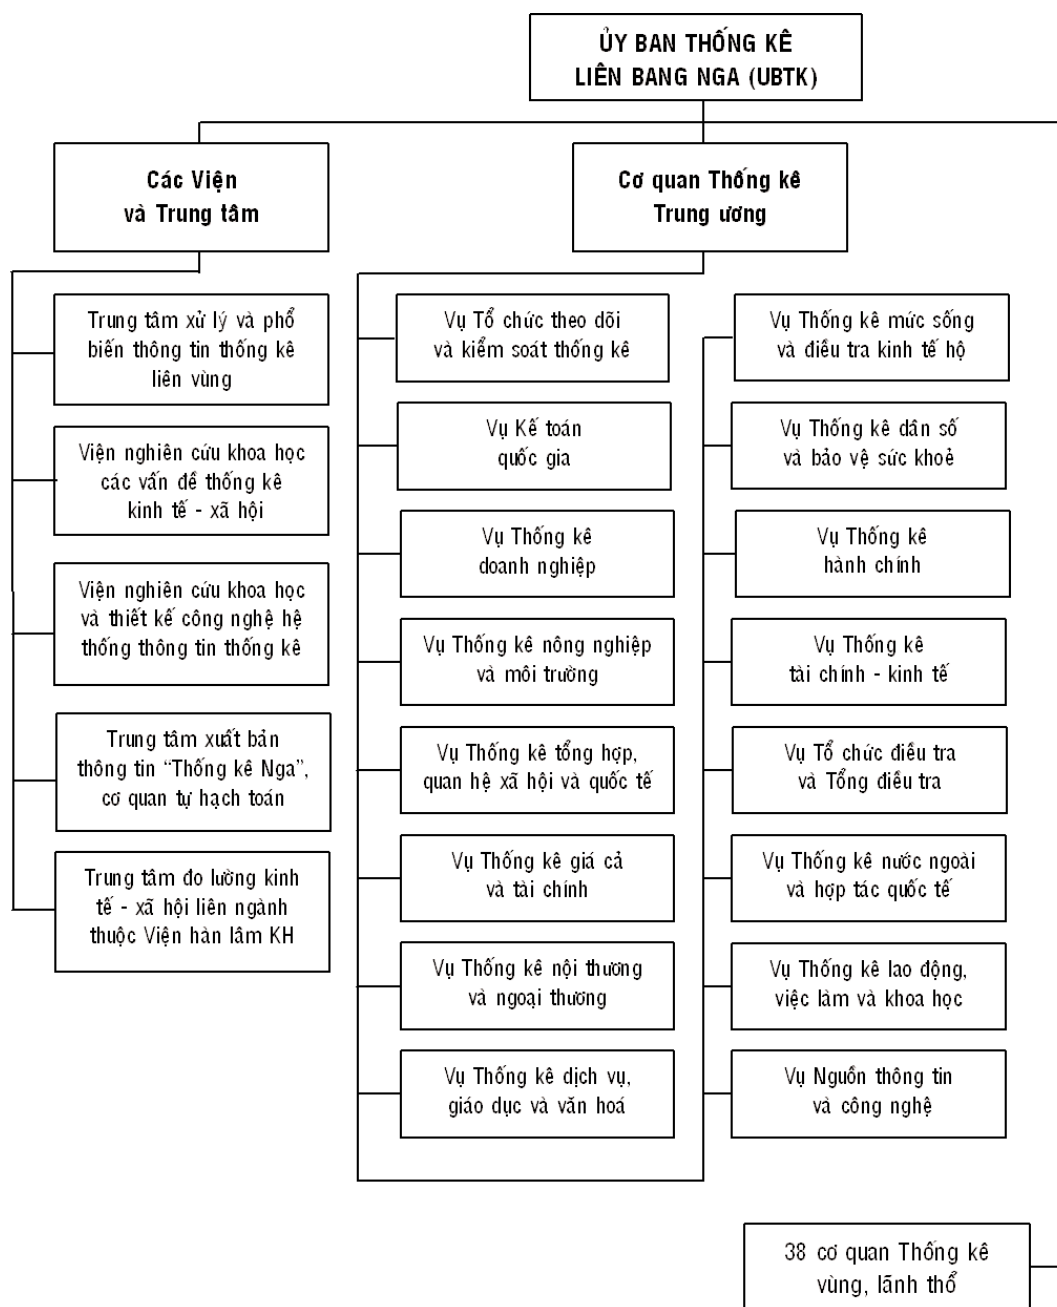 ỦY BAN THỐNG KÊ
LIÊN BANG NGA (UBTK)
Các Viện
và Trung tâm
Cơ quan Thống kê
Trung ương
Trung tâm xử lý và phổ
biến thông tin thống kê
liên vùng
Viện nghiên cứu khoa học
các vấn đề thống kê
kinh tế - xã hội
Viện nghiên cứu khoa học
và thiết kế công nghệ hệ
thống thông tin thống kê
Trung tâm xuất bản
thông tin “Thống kê Nga”,
cơ quan tự hạch toán
Trung tâm đo lường kinh
tế - xã hội liên ngành
thuộc Viện hàn lâm KH
Vụ Tổ chức theo dõi
và kiểm soát thống kê
Vụ Kế toán
quốc gia
Vụ Thống kê
doanh nghiệp
Vụ Thống kê nông nghiệp
và môi trường
Vụ Thống kê tổng hợp,
quan hệ xã hội và quốc tế
Vụ Thống kê giá cả
và tài chính
Vụ Thống kê nội thương
và ngoại thương
Vụ Thống kê dịch vụ,
giáo dục và văn hoá
Vụ Thống kê mức sống
và điều tra kinh tế hộ
Vụ Thống kê dân số
và bảo vệ sức khoẻ
Vụ Thống kê
hành chính
Vụ Thống kê
tài chính - kinh tế
Vụ Tổ chức điều tra
và Tổng điều tra
Vụ Thống kê nước ngoài
và hợp tác quốc tế
Vụ Thống kê lao động,
việc làm và khoa học
Vụ Nguồn thông tin
và công nghệ
38 cơ quan Thống kê
vùng, lãnh thổ